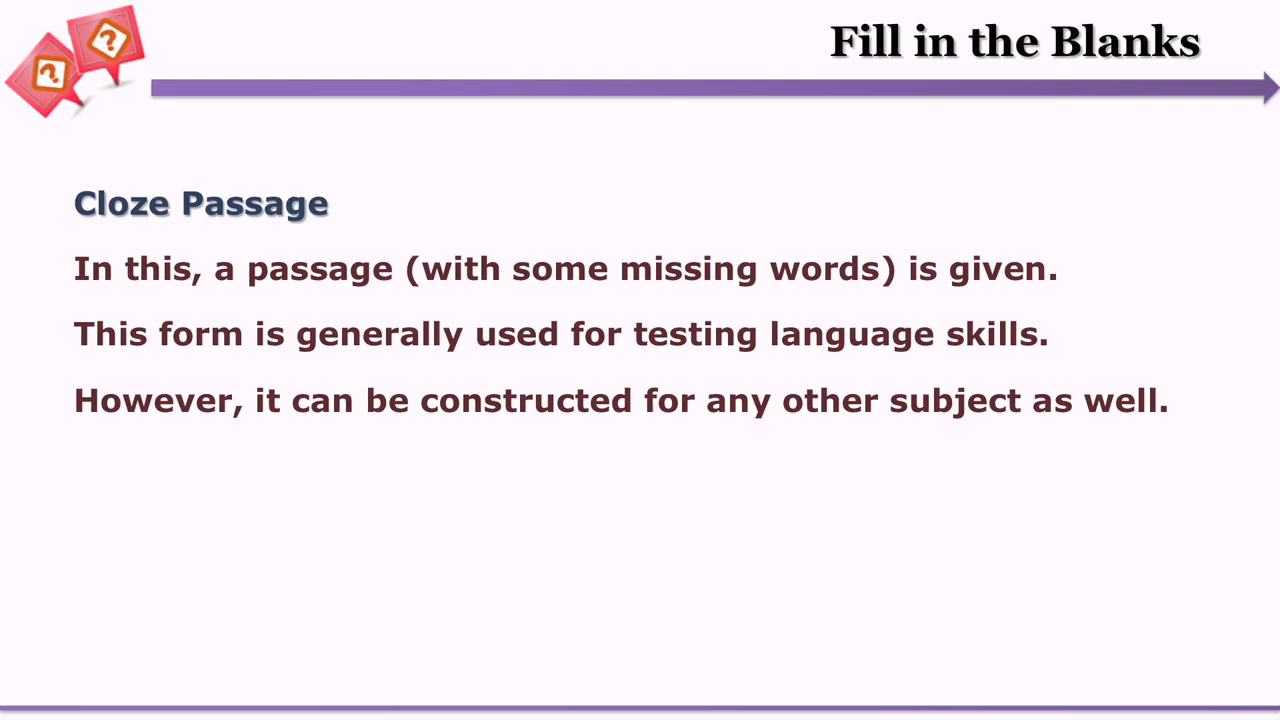 Fill in the Blanks
Cloze Passage
In this, a passage (with some missing words) is given.
This form is generally used for testing language skills.
However, it can be constructed for any other subject as well.